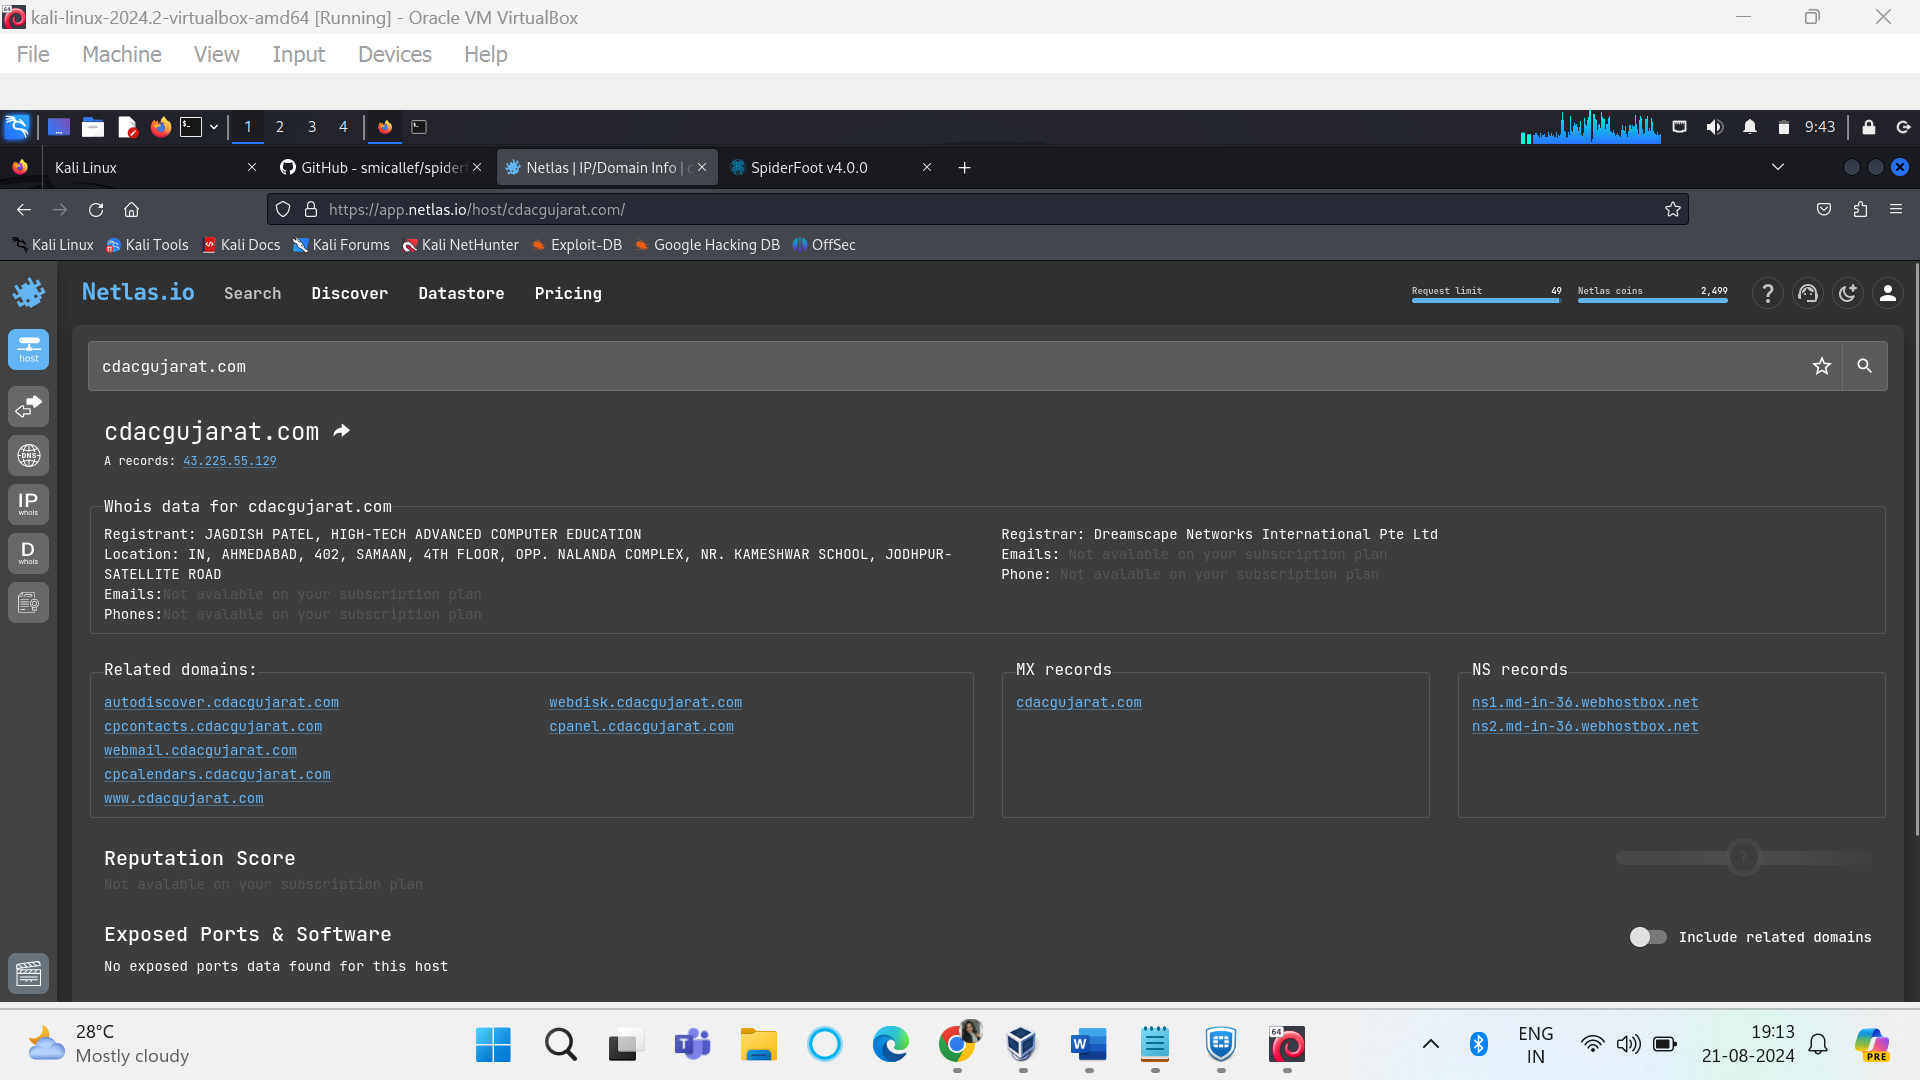 kali-linux-2024.2-virtualbox-amd64 [Running] - Oracle VM VirtualBox
File Machine View Input Devices Help
1 2 3 4 9:43
Kali Linux
GitHub - smicallef/spiderf
Netlas | IP/Domain Info | c
SpiderFoot v4.0.0
https://app.netlas.io/host/cdacgujarat.com/
Kali Linux Kali Tools Kali Docs Kali Forums Kali NetHunter Exploit-DB Google Hacking DB OffSec
Netlas.io Search Discover Datastore Pricing
Request limit 49 Netlas coins 2,499
host
cdacgujarat.com
DNS
IP
whois
D
whois
cdacgujarat.com
A records: 43.225.55.129
Whois data for cdacgujarat.com
Registrant: JAGDISH PATEL, HIGH-TECH ADVANCED COMPUTER EDUCATION
Location: IN, AHMEDABAD, 402, SAMAAN, 4TH FLOOR, OPP. NALANDA COMPLEX, NR. KAMESHWAR SCHOOL, JODHPUR-
SATELLITE ROAD
Emails:Not avalable on your subscription plan
Phones:Not avalable on your subscription plan
Registrar: Dreamscape Networks International Pte Ltd
Emails: Not avalable on your subscription plan
Phone: Not avalable on your subscription plan
Related domains:
autodiscover.cdacgujarat.com
cpcontacts.cdacgujarat.com
webmail.cdacgujarat.com
cpcalendars.cdacgujarat.com
www.cdacgujarat.com
webdisk.cdacgujarat.com
cpanel.cdacgujarat.com
MX records
cdacgujarat.com
NS records
ns1.md-in-36.webhostbox.net
ns2.md-in-36.webhostbox.net
Reputation Score
?
Not avalable on your subscription plan
Exposed Ports & Software
Include related domains
No exposed ports data found for this host
28°C
Mostly cloudy
ENG
IN
19:13
21-08-2024
PRE